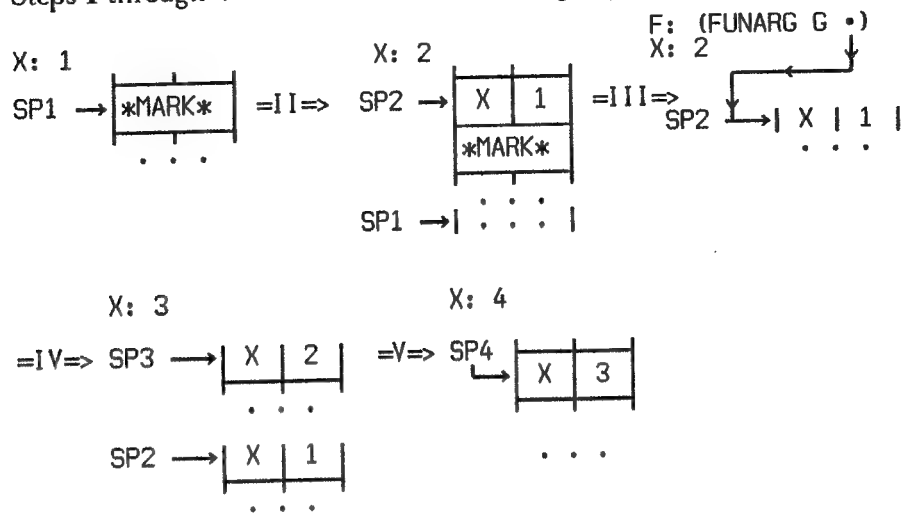 Steps I through
F: (FUNARG G •)
X: 1
X: 2
X: 2
SP1 → *MARK* =II=> SP2 → X 1 =III=> SP2 → | X | 1 |
*MARK*
. . .
. . .
. . .
SP1 → | . . . |
X: 3
X: 4
=IV=> SP3 → | X | 2 | =V=> SP4 → X 3
. . .
SP2 → | X | 1 |
. . .
. . .